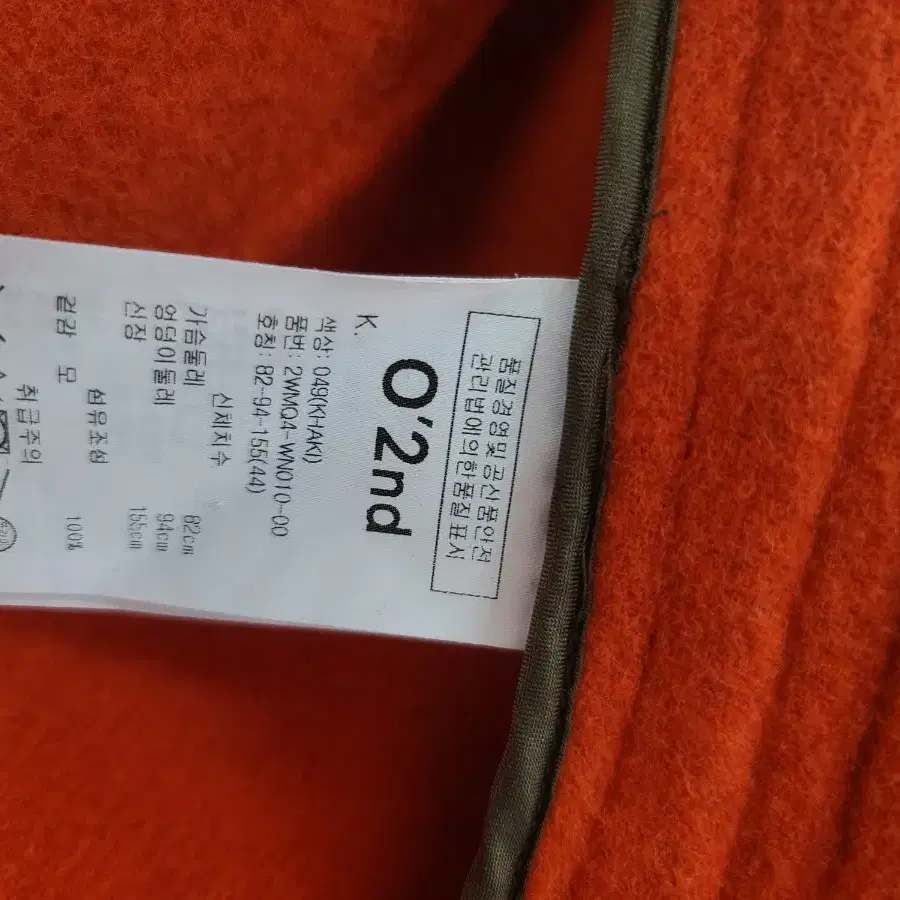 품질경영및공산품안전
관리법에의한품질표시
O'2nd
K.
색상: 049(KHAKI)
품번: 2WMQ4-WN010-00
호칭: 82-94-155(44)
신체치수
가슴둘레 82cm
엉덩이둘레 94cm
신장 155cm
섬유조성
겉감 모 100%
취급주의